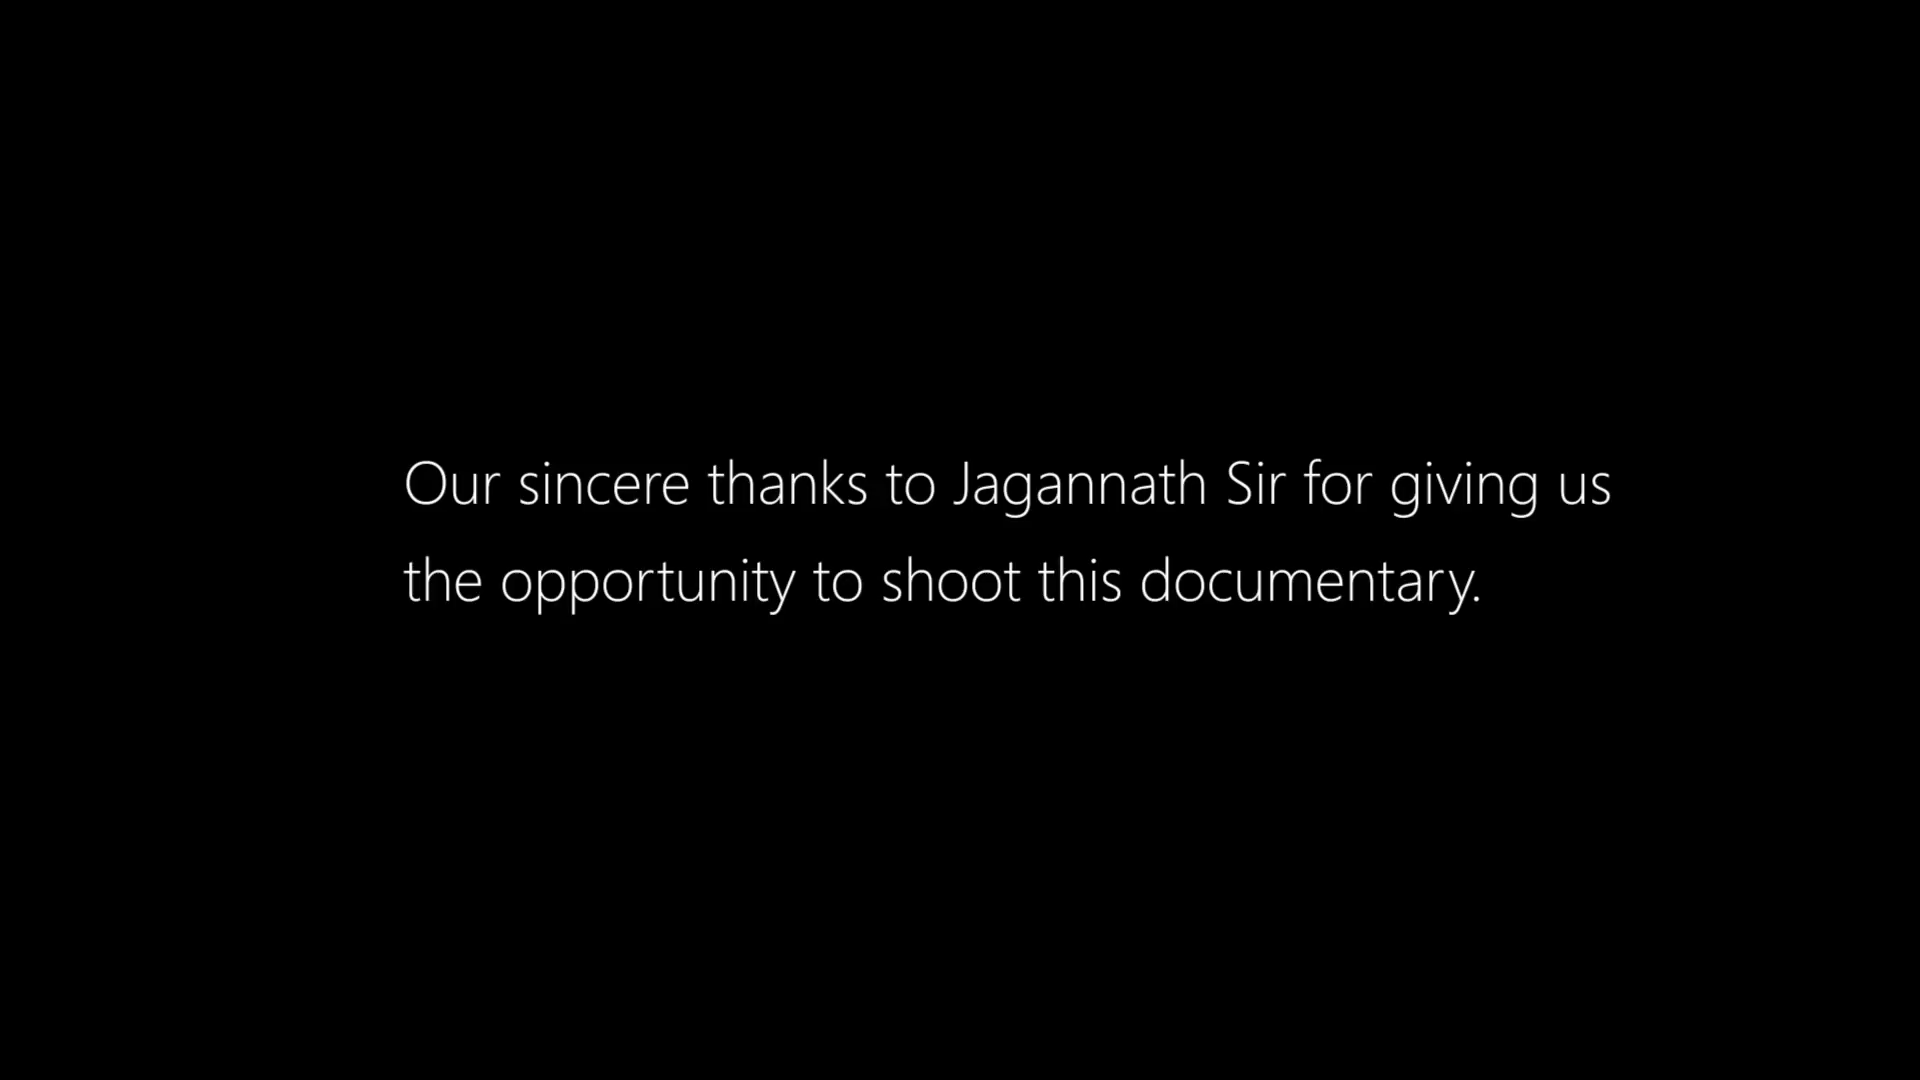 Our sincere thanks to Jagannath Sir for giving us
the opportunity to shoot this documentary.